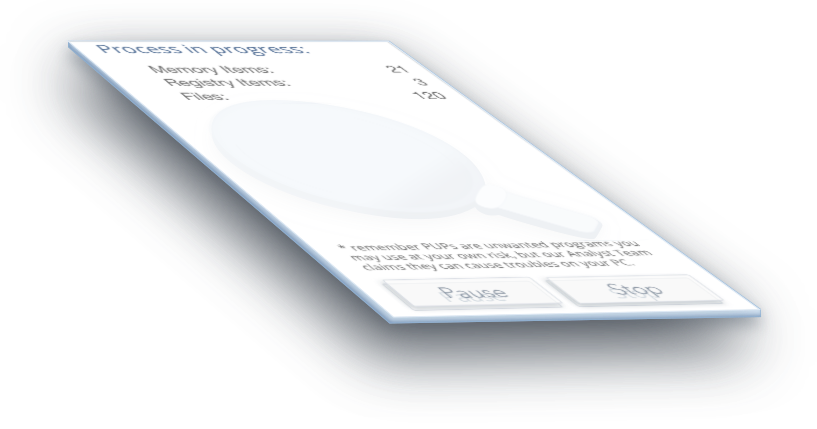 Process in progress:
Memory Items: 21
Registry Items: 3
Files: 120
* remember PUPs are unwanted programs you
may use at your own risk, but our Analyst Team
claims they can cause troubles on your PC.
Pause Stop